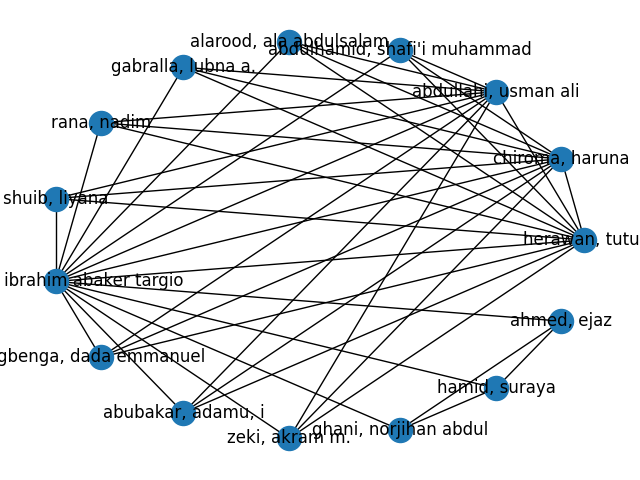 alarood, ala abdulsalam
abdulhamid, shafi'i muhammad
gabralla, lubna a.
abdullahi, usman ali
rana, nadim
chiroma, haruna
shuib, liyana
herawan, tutu
ibrahim abaker targio
ahmed, ejaz
gbenga, dada emmanuel
hamid, suraya
abubakar, adamu, i
ghani, norjihan abdul
zeki, akram m.